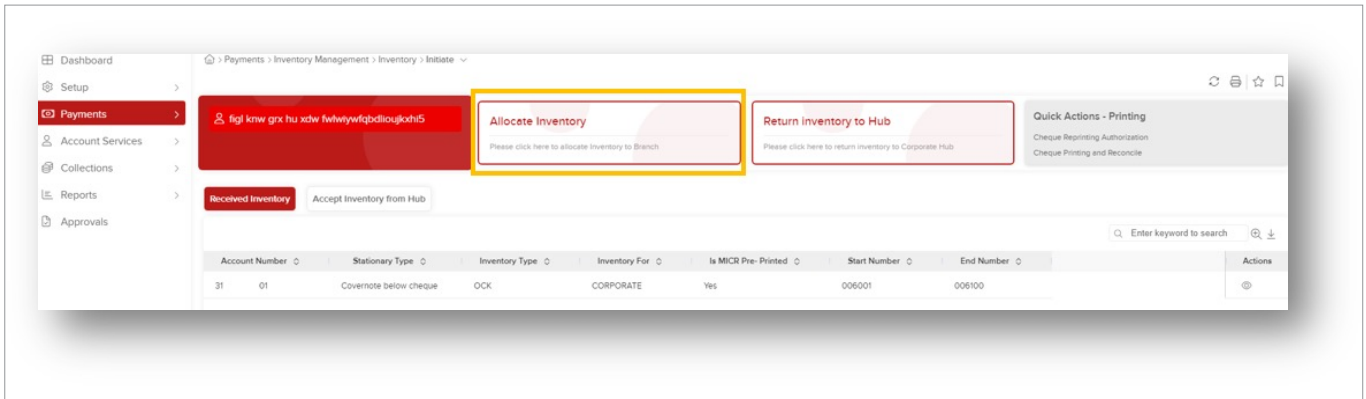 Dashboard
Setup
Payments
Account Services
Collections
Reports
Approvals
> Payments > Inventory Management > Inventory > Initiate
figl knw grx hu xdw fwlwiywfqbdlioujkxhi5
Allocate Inventory
Please click here to allocate Inventory to Branch
Return inventory to Hub
Please click here to return inventory to Corporate Hub
Quick Actions - Printing
Cheque Reprinting Authorization
Cheque Printing and Reconcile
Received Inventory Accept Inventory from Hub
Enter keyword to search
Account Number Stationary Type Inventory Type Inventory For Is MICR Pre- Printed Start Number End Number Actions
31 01 Covernote below cheque OCK CORPORATE Yes 006001 006100